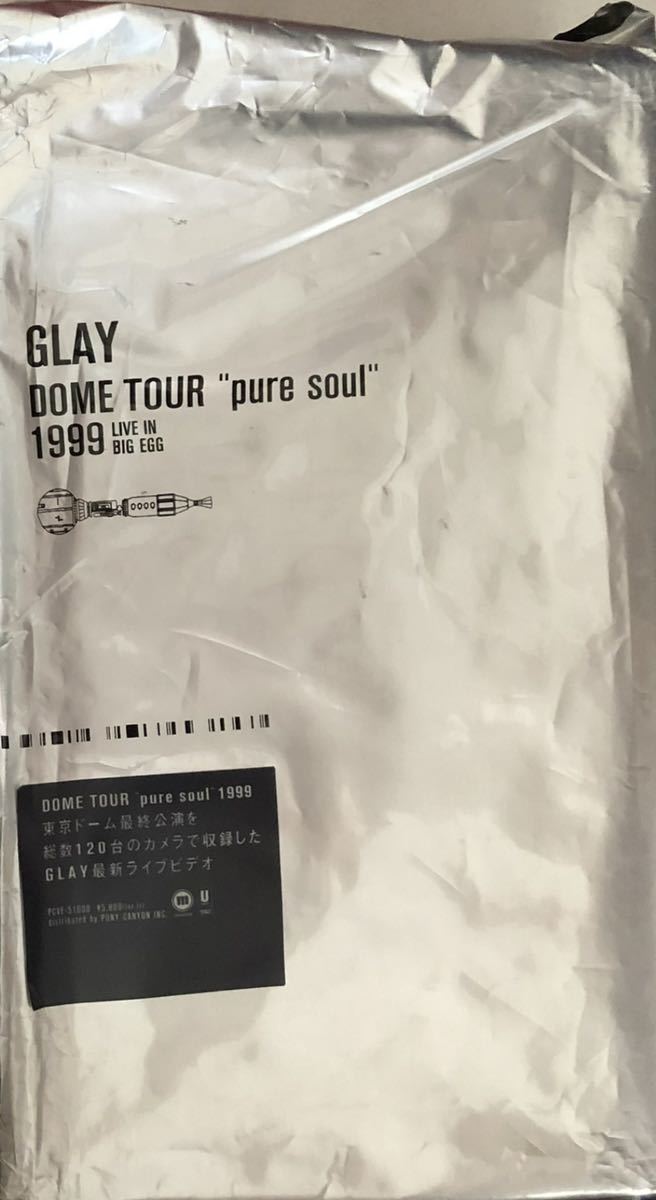 GLAY
DOME TOUR "pure soul"
1999 LIVE IN
BIG EGG
DOME TOUR "pure soul" 1999
東京ドーム最終公演を
総数120台のカメラで収録した
GLAY最新ライブビデオ
distributed by PONY CANYON INC.